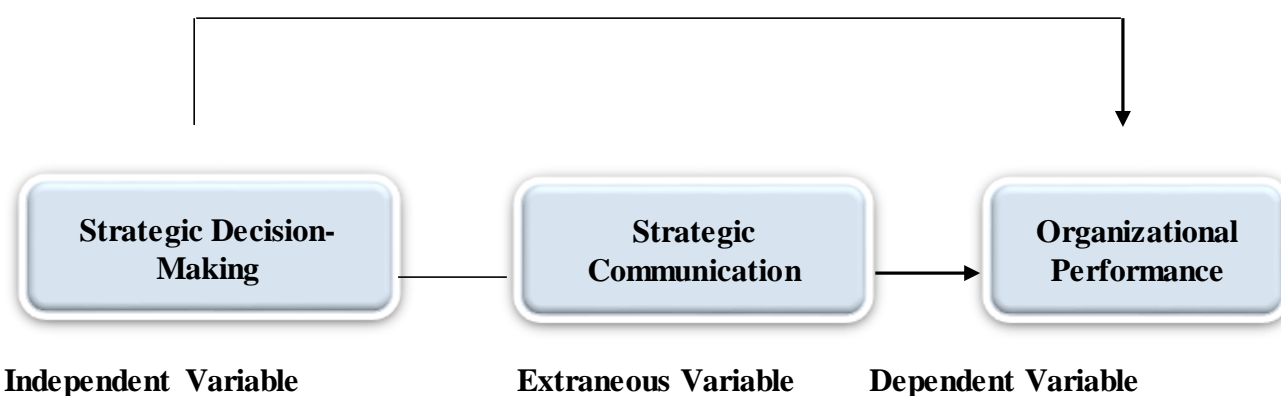 Strategic Decision-
Making
Strategic
Communication
Organizational
Performance
Independent Variable
Extraneous Variable
Dependent Variable